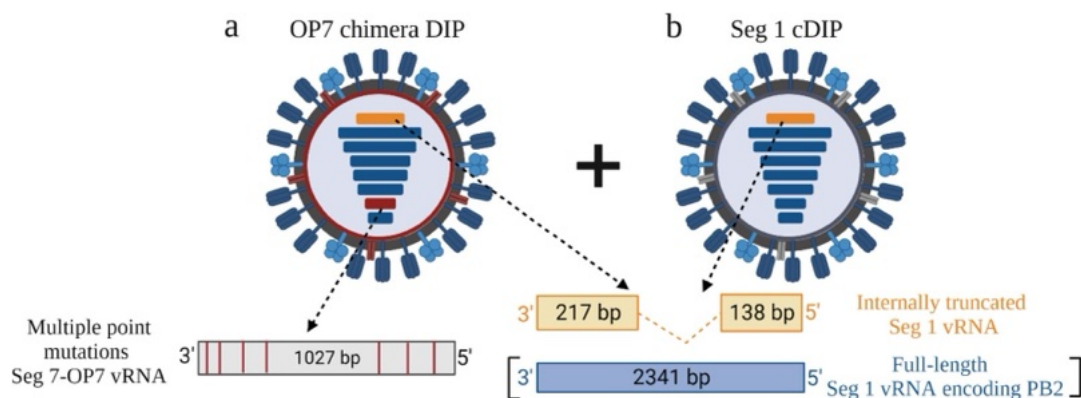 a OP7 chimera DIP
b Seg 1 cDIP
+
3' 217 bp 138 bp 5'
Internally truncated
Seg 1 vRNA
Multiple point
mutations
Seg 7-OP7 vRNA
3' 1027 bp 5'
[3' 2341 bp 5'
Full-length
Seg 1 vRNA encoding PB2]